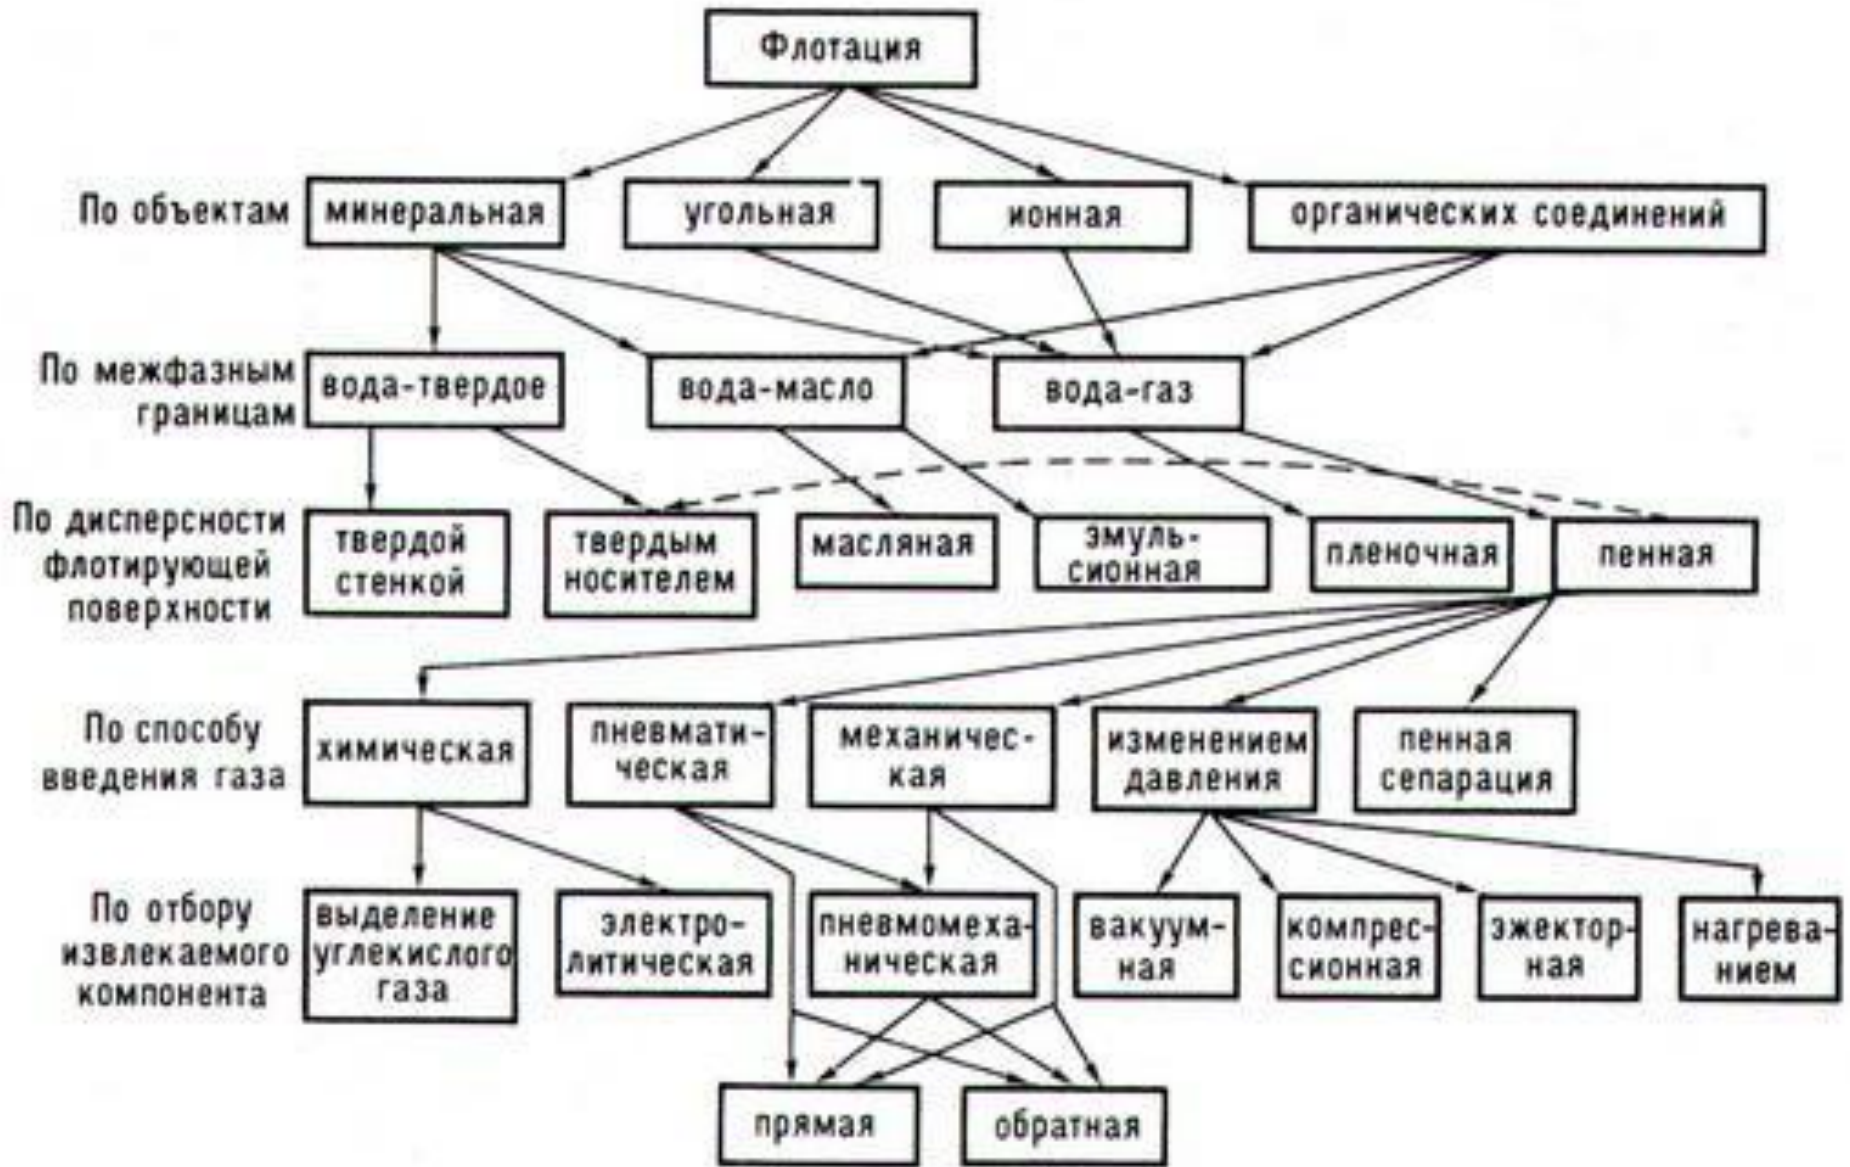 Флотация
По объектам
минеральная
угольная
ионная
органических соединений
По межфазным
границам
вода-твердое
вода-масло
вода-газ
По дисперсности
флотирующей
поверхности
твердой
стенкой
твердым
носителем
масляная
эмуль-
сионная
пленочная
пенная
По способу
введения газа
химическая
пневмати-
ческая
механичес-
кая
изменением
давления
пенная
сепарация
По отбору
извлекаемого
компонента
выделение
углекислого
газа
электро-
литическая
пневмомеха-
ническая
вакуум-
ная
компрес-
сионная
эжектор-
ная
нагрева-
нием
прямая
обратная